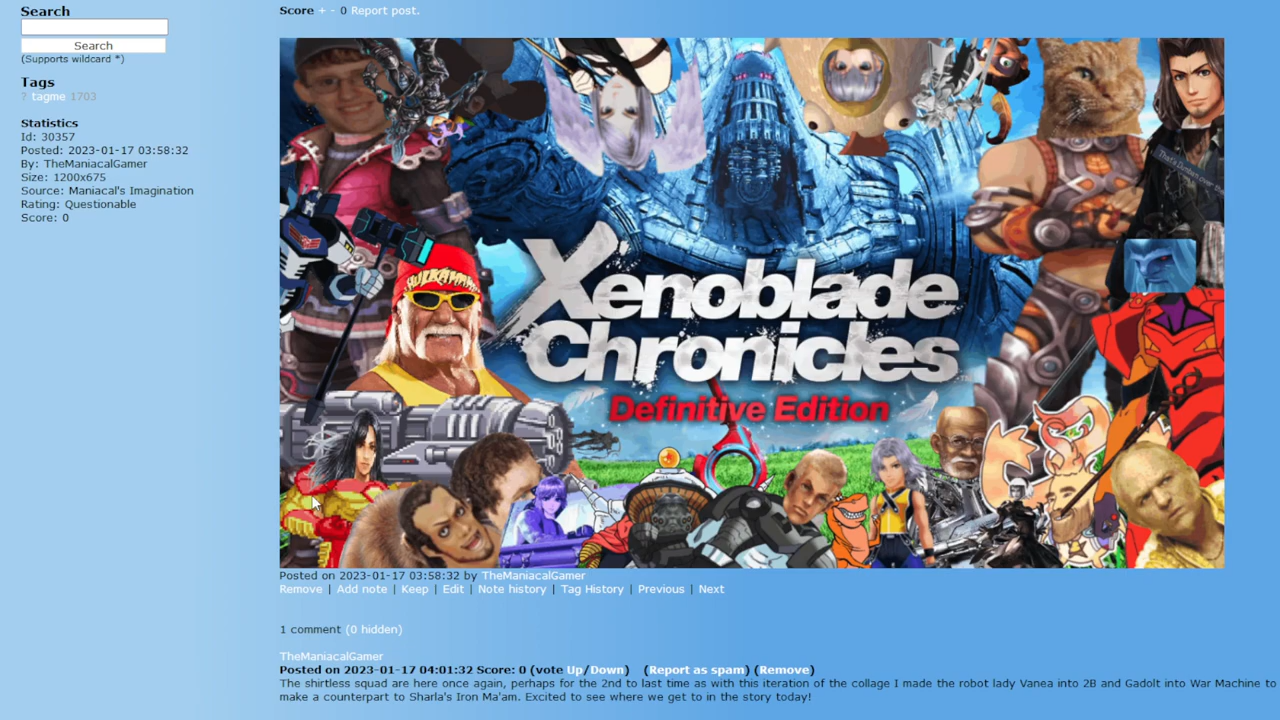 Search
Search
(Supports wildcard *)
Tags
? tagme 1703
Statistics
Id: 30357
Posted: 2023-01-17 03:58:32
By: TheManiacalGamer
Size: 1200x675
Source: Maniacal's Imagination
Rating: Questionable
Score: 0
Score + - 0 Report post.
HULKAMANIA
Xenoblade
Chronicles
Definitive Edition
Posted on 2023-01-17 03:58:32 by TheManiacalGamer
Remove | Add note | Keep | Edit | Note history | Tag History | Previous | Next
1 comment (0 hidden)
TheManiacalGamer
Posted on 2023-01-17 04:01:32 Score: 0 (vote Up/Down) (Report as spam) (Remove)
The shirtless squad are here once again, perhaps for the 2nd to last time as with this iteration of the collage I made the robot lady Vanea into 2B and Gadolt into War Machine to
make a counterpart to Sharla's Iron Ma'am. Excited to see where we get to in the story today!